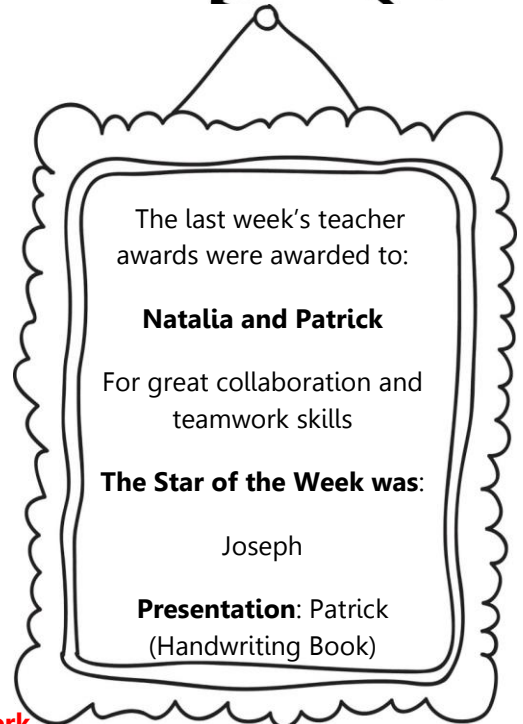 The last week’s teacher
awards were awarded to:
Natalia and Patrick
For great collaboration and
teamwork skills
The Star of the Week was:
Joseph
Presentation: Patrick
(Handwriting Book)